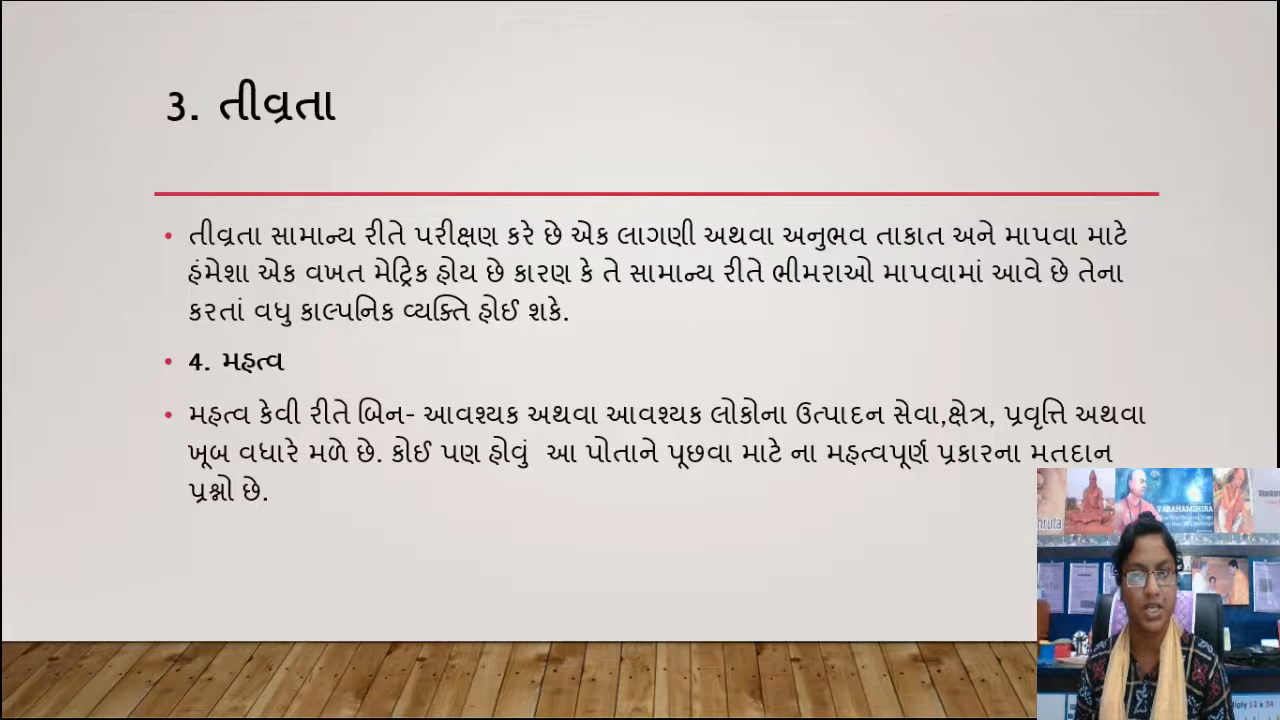 ૩. તીવ્રતા
• તીવ્રતા સામાન્ય રીતે પરીક્ષણ કરે છે એક લાગણી અથવા અનુભવ તાકાત અને માપવા માટે
હંમેશા એક વખત મેટ્રિક હોય છે કારણ કે તે સામાન્ય રીતે ભીમરાઓ માપવામાં આવે છે તેના
કરતાં વધુ કાલ્પનિક વ્યક્તિ હોઈ શકે.
• 4. મહત્વ
• મહત્વ કેવી રીતે બિન- આવશ્યક અથવા આવશ્યક લોકોના ઉત્પાદન સેવા,ક્ષેત્ર, પ્રવૃત્તિ અથવા
ખૂબ વધારે મળે છે. કોઈ પણ હોવું આ પોતાને પૂછવા માટે ના મહત્વપૂર્ણ પ્રકારના મતદાન
પ્રશ્નો છે.
VARAHAMIHIRA